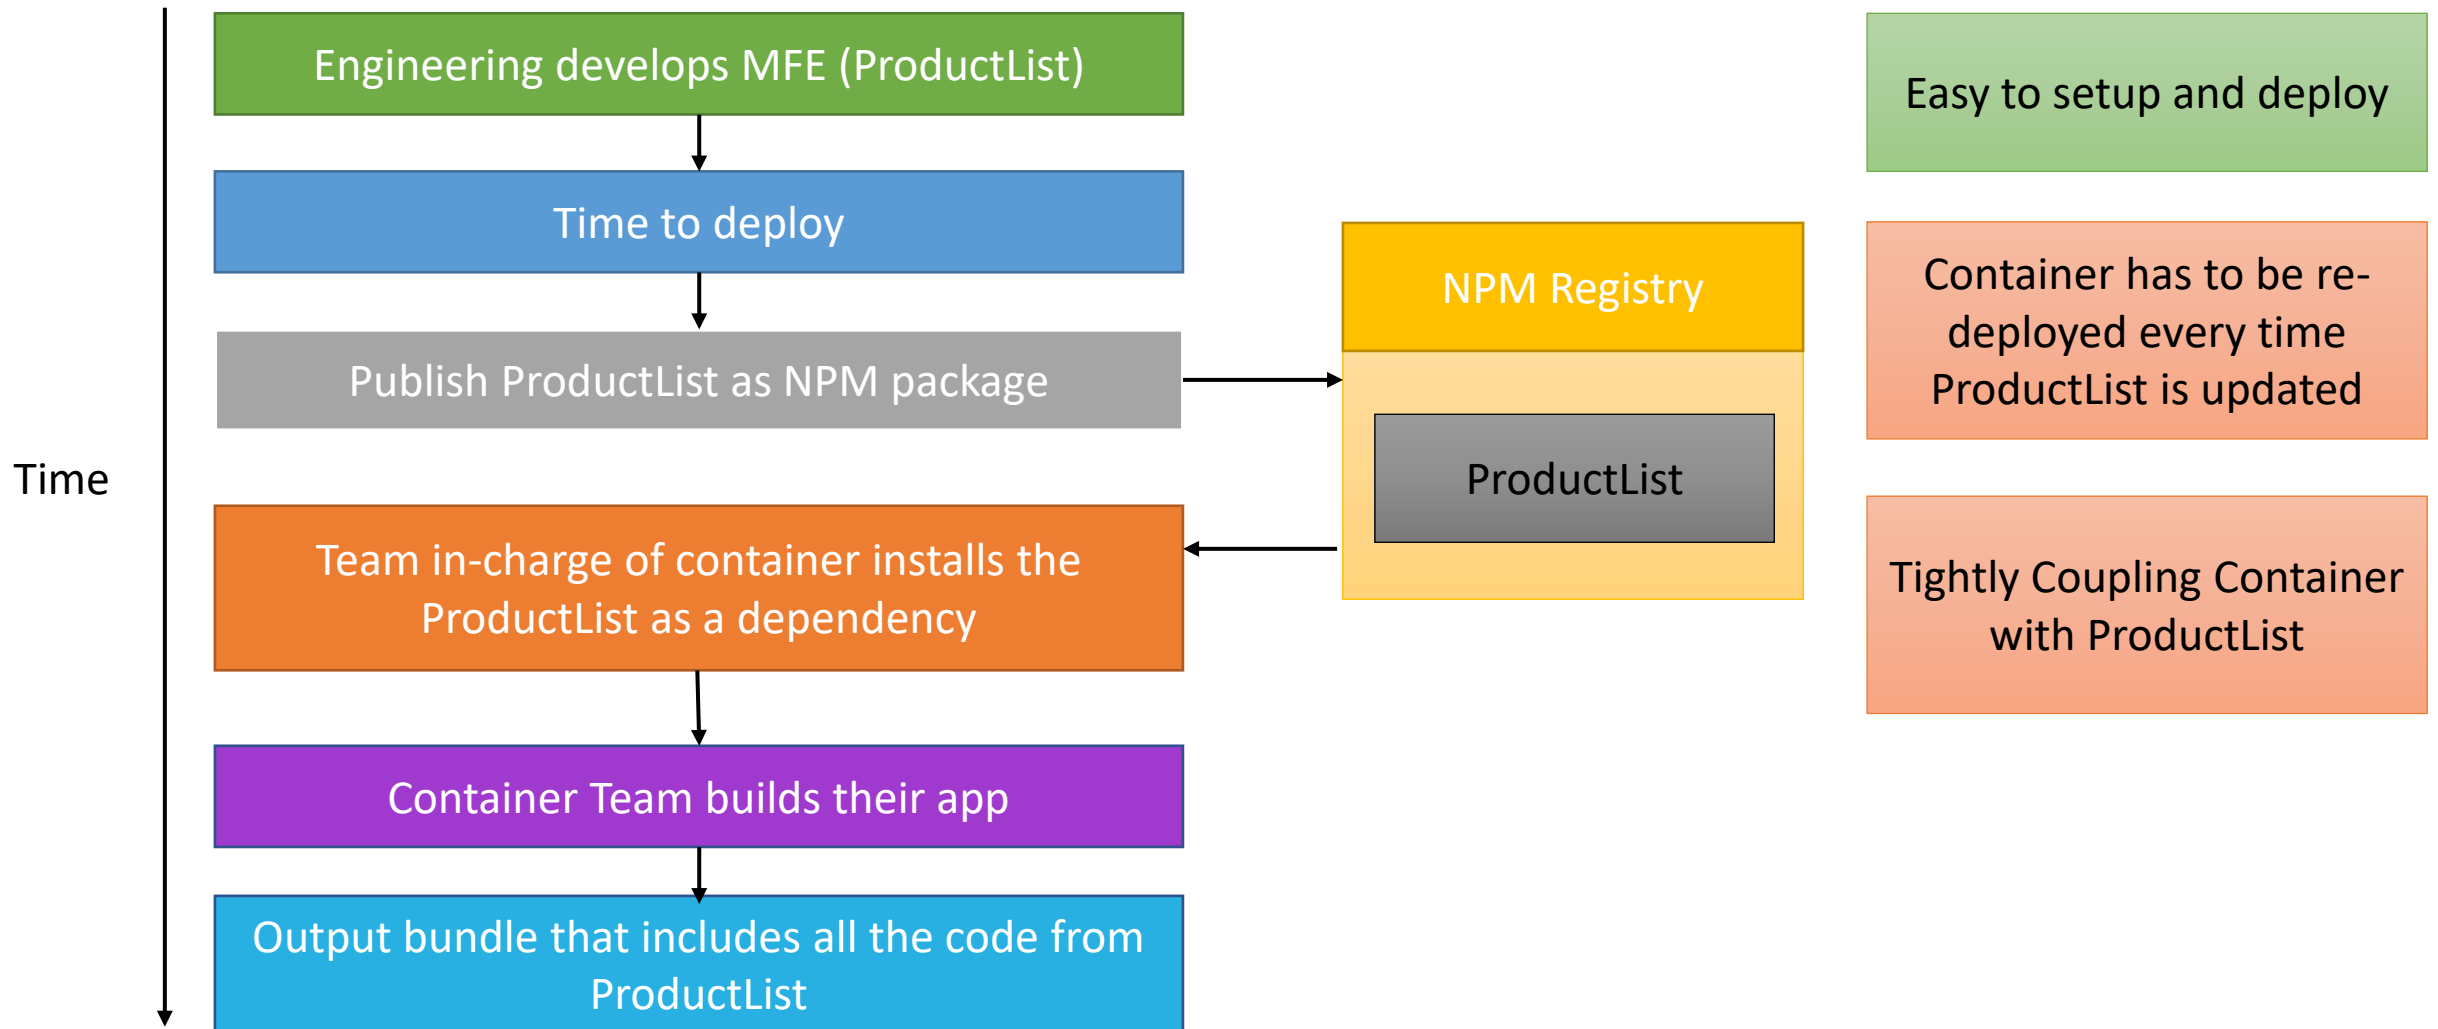 Engineering develops MFE (ProductList)
Time to deploy
Publish ProductList as NPM package
Time
Team in-charge of container installs the
ProductList as a dependency
Container Team builds their app
Output bundle that includes all the code from
ProductList
NPM Registry
ProductList
Easy to setup and deploy
Container has to be re-
deployed every time
ProductList is updated
Tightly Coupling Container
with ProductList